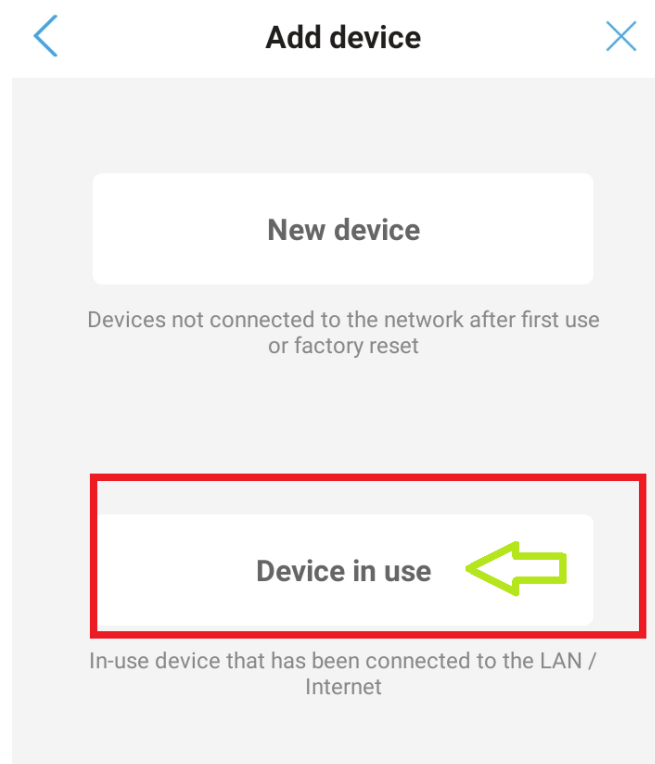 Add device
New device
Devices not connected to the network after first use
or factory reset
Device in use
In-use device that has been connected to the LAN /
Internet